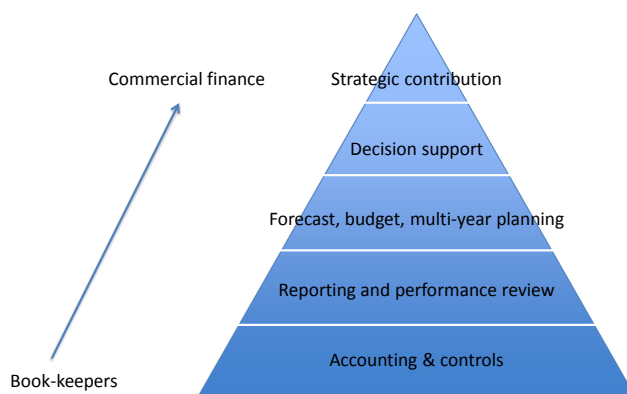 Commercial finance
Strategic contribution
Decision support
Forecast, budget, multi-year planning
Reporting and performance review
Accounting & controls
Book-keepers